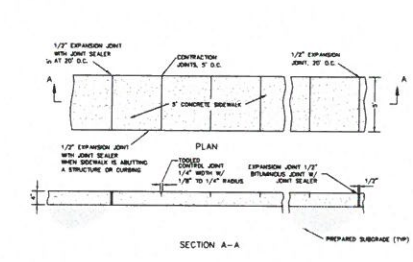 1/2" EXPANSION JOINT
WITH JOINT SEALER
in AT 20' O.C.
CONTRACTION
JOINTS, 5' O.C.
1/2" EXPANSION
JOINT, 20' O.C.
A
A
5' CONCRETE SIDEWALK
5'
PLAN
1/2" EXPANSION JOINT
WITH JOINT SEALER
WHEN SIDEWALK IS ABUTTING
A STRUCTURE OR CURBING
TOOLED
CONTROL JOINT
1/4" WIDTH W/
1/8" TO 1/4" RADIUS
EXPANSION JOINT 1/2"
BITUMINOUS JOINT W/
JOINT SEALER
1/2"
4"
SECTION A-A
PREPARED SUBGRADE (TYP)